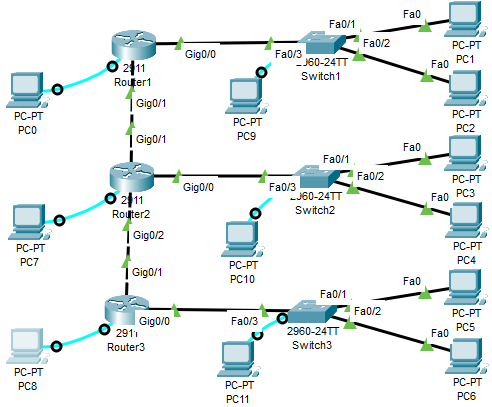 Fa0/1
Fa0
PC-PT
PC1
Gig0/0
Fa0/3
Fa0/2
2911
Router1
2960-24TT
Switch1
PC-PT
PC0
Gig0/1
PC-PT
PC9
Fa0
PC-PT
PC2
Gig0/1
Fa0/1
Fa0
PC-PT
PC3
Gig0/0
Fa0/3
Fa0/2
2911
Router2
2960-24TT
Switch2
PC-PT
PC7
Gig0/2
PC-PT
PC10
Fa0
PC-PT
PC4
Gig0/1
Fa0/1
Fa0
PC-PT
PC5
Gig0/0
Fa0/3
Fa0/2
Router3
2960-24TT
Switch3
PC-PT
PC8
PC-PT
PC11
Fa0
PC-PT
PC6